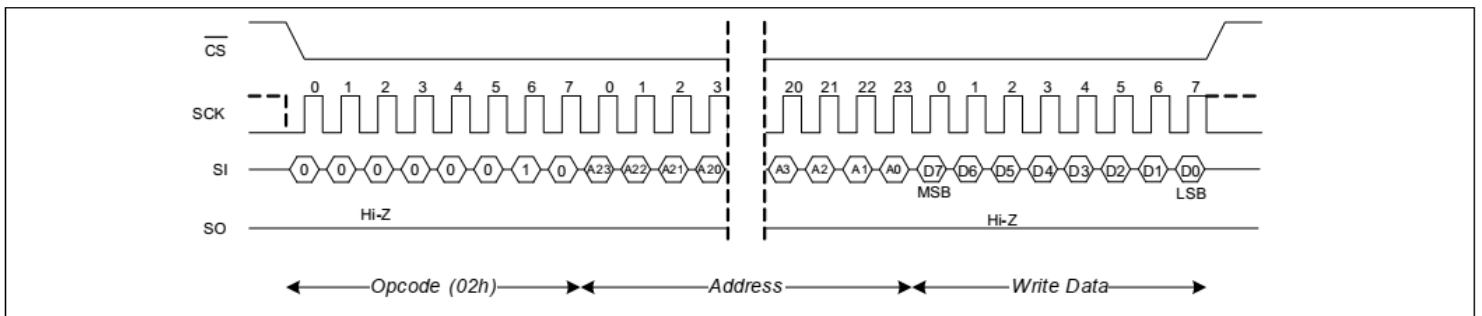 CS
0 1 2 3 4 5 6 7 0 1 2 3 20 21 22 23 0 1 2 3 4 5 6 7
SCK
SI 0 0 0 0 0 0 1 0 A23 A22 A21 A20 A3 A2 A1 A0 D7 D6 D5 D4 D3 D2 D1 D0
MSB LSB
Hi-Z Hi-Z
SO
Opcode (02h) Address Write Data